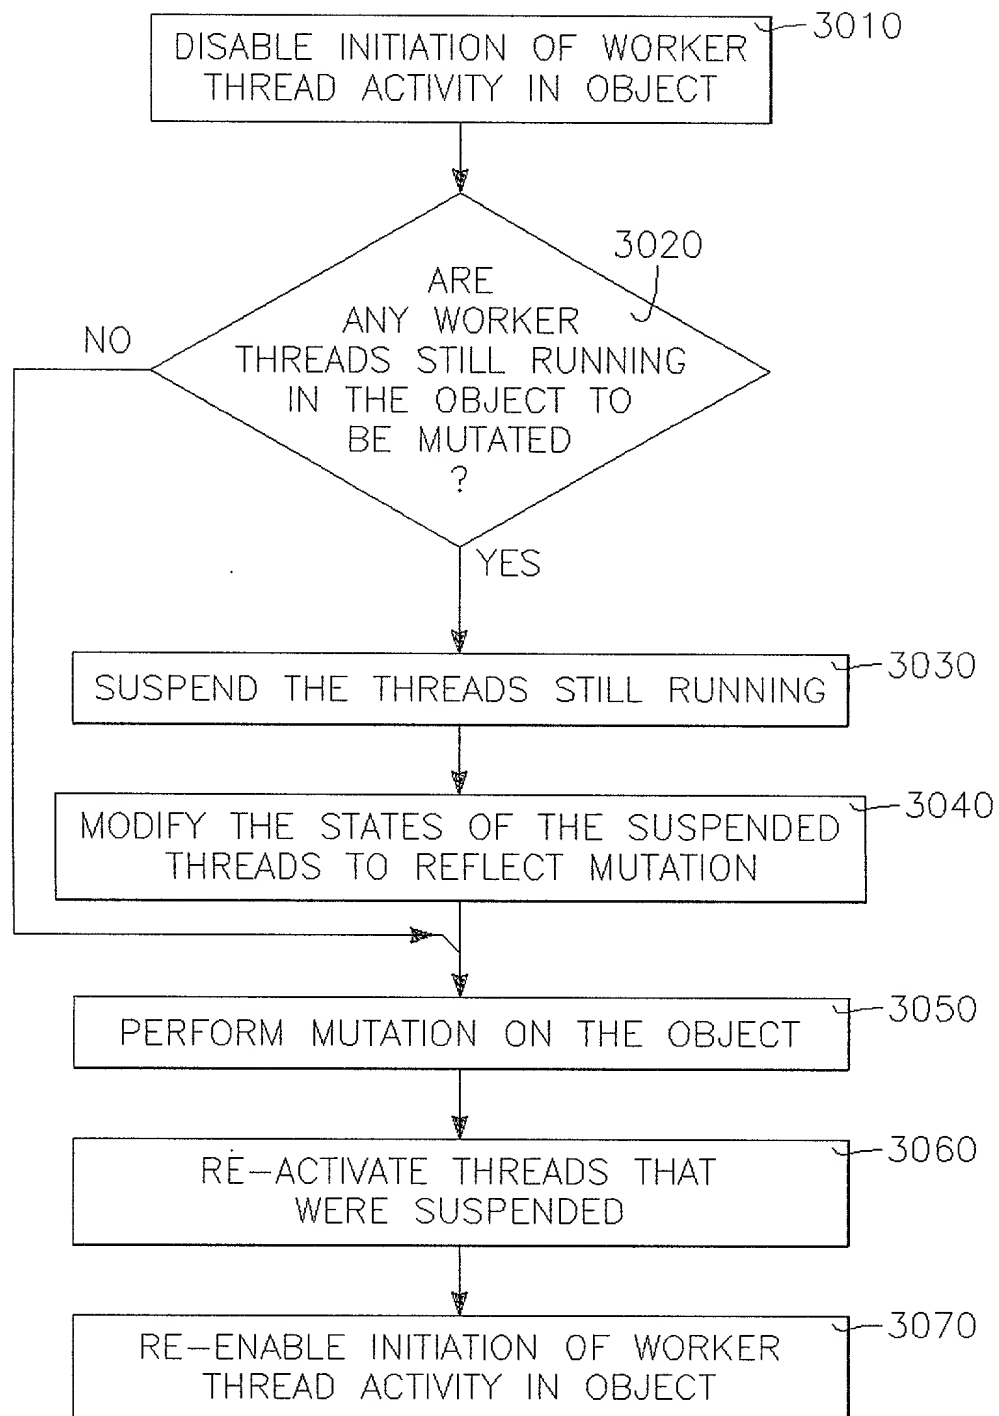 3010
DISABLE INITIATION OF WORKER
THREAD ACTIVITY IN OBJECT
3020
ARE
ANY WORKER
THREADS STILL RUNNING
IN THE OBJECT TO
BE MUTATED
?
NO
YES
3030
SUSPEND THE THREADS STILL RUNNING
3040
MODIFY THE STATES OF THE SUSPENDED
THREADS TO REFLECT MUTATION
3050
PERFORM MUTATION ON THE OBJECT
3060
RE-ACTIVATE THREADS THAT
WERE SUSPENDED
3070
RE-ENABLE INITIATION OF WORKER
THREAD ACTIVITY IN OBJECT